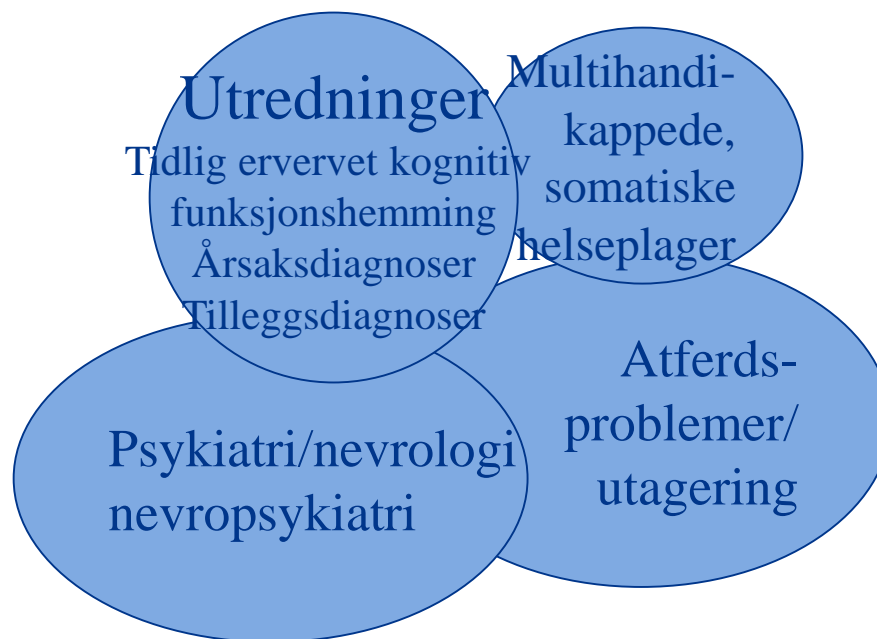 Utredninger
Tidlig ervervet kognitiv
funksjonshemming
Årsaksdiagnoser
Tilleggsdiagnoser
Multihandi-
kappede,
somatiske
helseplager
Psykiatri/nevrologi
nevropsykiatri
Atferds-
problemer/
utagering